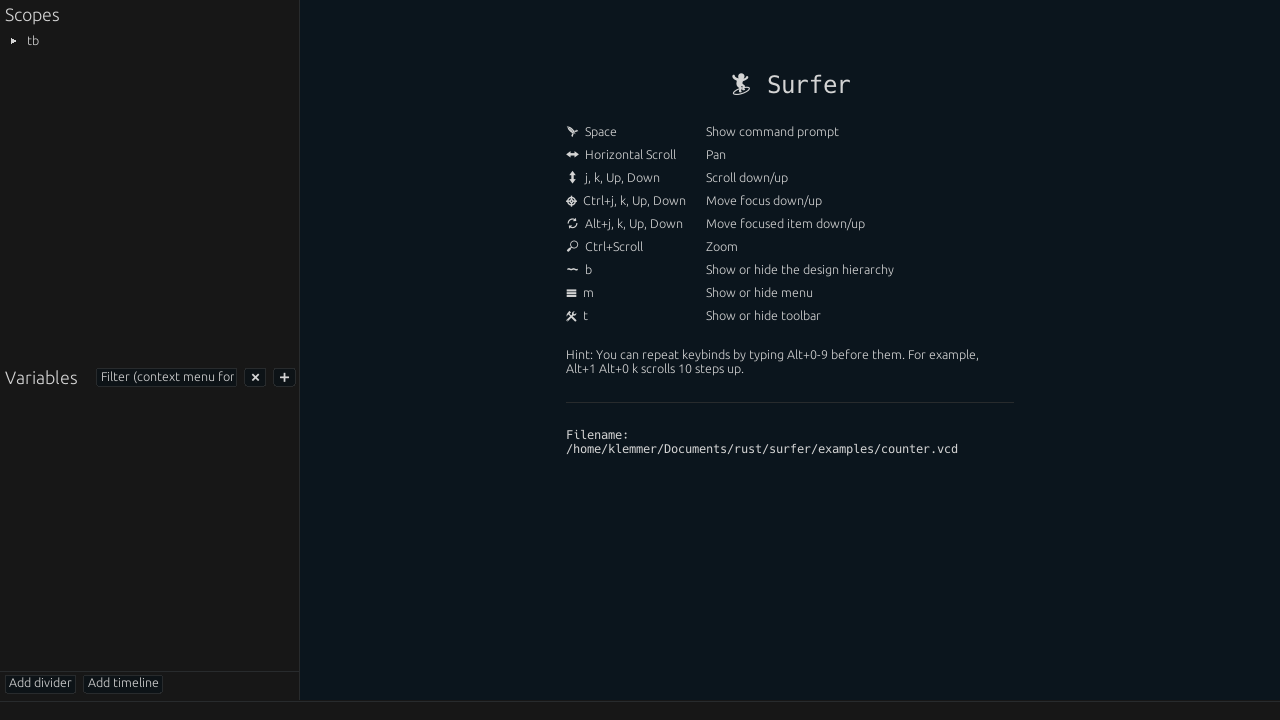 Scopes
tb
Surfer
Space Show command prompt
Horizontal Scroll Pan
j, k, Up, Down Scroll down/up
Ctrl+j, k, Up, Down Move focus down/up
Alt+j, k, Up, Down Move focused item down/up
Ctrl+Scroll Zoom
b Show or hide the design hierarchy
m Show or hide menu
t Show or hide toolbar
Hint: You can repeat keybinds by typing Alt+0-9 before them. For example,
Alt+1 Alt+0 k scrolls 10 steps up.
Variables Filter (context menu for
Filename:
/home/klemmer/Documents/rust/surfer/examples/counter.vcd
Add divider Add timeline